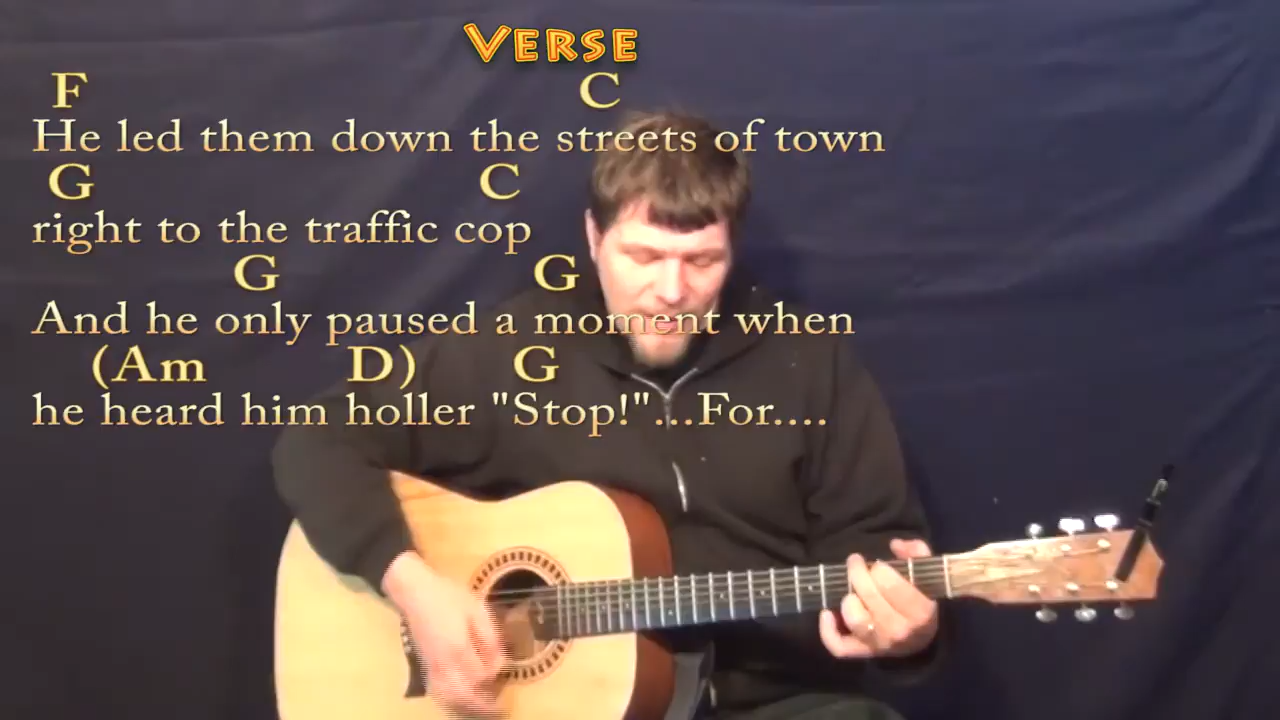 VERSE
F C
He led them down the streets of town
G C
right to the traffic cop
G G
And he only paused a moment when
(Am D) G
he heard him holler "Stop!"...For....